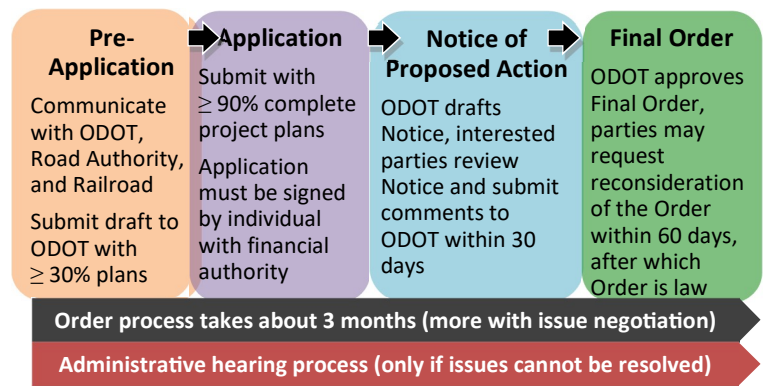 Pre-
Application
Communicate
with ODOT,
Road Authority,
and Railroad
Submit draft to
ODOT with
≥ 30% plans
Application
Submit with
≥ 90% complete
project plans
Application
must be signed
by individual
with financial
authority
Notice of
Proposed Action
ODOT drafts
Notice, interested
parties review
Notice and submit
comments to
ODOT within 30
days
Final Order
ODOT approves
Final Order,
parties may
request
reconsideration
of the Order
within 60 days,
after which
Order is law
Order process takes about 3 months (more with issue negotiation)
Administrative hearing process (only if issues cannot be resolved)